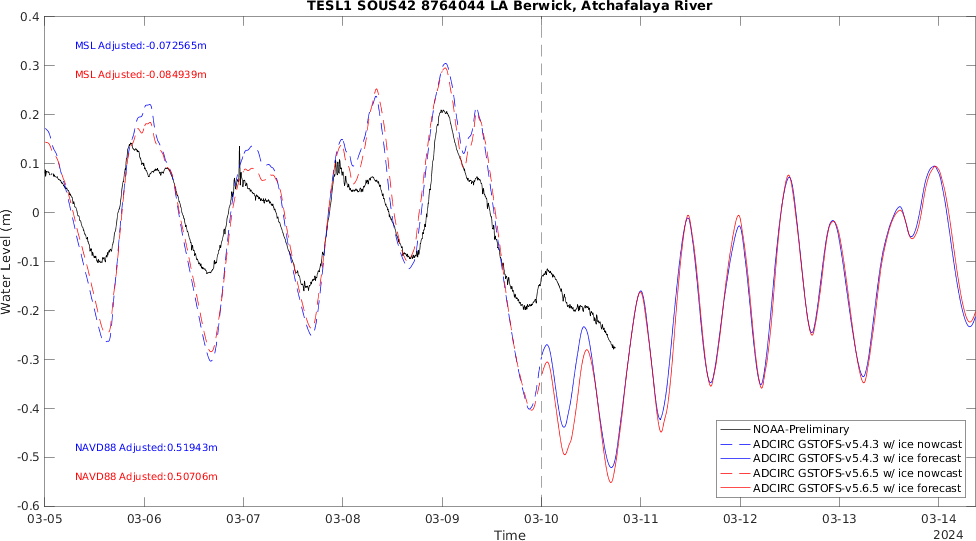 TESL1 SOUS42 8764044 LA Berwick, Atchafalaya River
0.4
0.3
0.2
0.1
0
-0.1
-0.2
-0.3
-0.4
-0.5
-0.6
Water Level (m)
MSL Adjusted:-0.072565m
MSL Adjusted:-0.084939m
NAVD88 Adjusted:0.51943m
NAVD88 Adjusted:0.50706m
NOAA-Preliminary
ADCIRC GSTOFS-v5.4.3 w/ ice nowcast
ADCIRC GSTOFS-v5.4.3 w/ ice forecast
ADCIRC GSTOFS-v5.6.5 w/ ice nowcast
ADCIRC GSTOFS-v5.6.5 w/ ice forecast
03-05 03-06 03-07 03-08 03-09 03-10 03-11 03-12 03-13 03-14
2024
Time